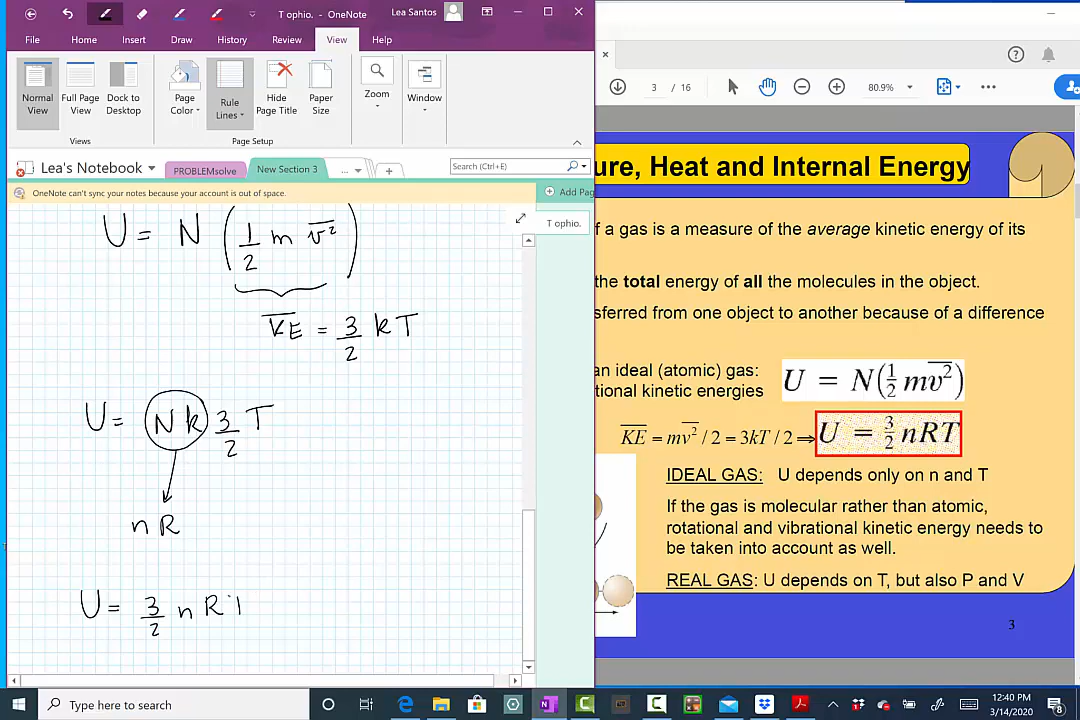 T ophio. - OneNote
Lea Santos
File Home Insert Draw History Review View Help
Normal View
Full Page View
Dock to Desktop
Page Color
Rule Lines
Hide Page Title
Paper Size
Zoom
Window
Views
Page Setup
Lea's Notebook
PROBLEMsolve
New Section 3
...
Search (Ctrl+E)
OneNote can't sync your notes because your account is out of space.
Add Pag
T ophio.
U = N (1/2 m v̅²)
K̅E̅ = 3/2 kT
U = Nk 3/2 T
nR
U = 3/2 nR
3 / 16
80.9%
ure, Heat and Internal Energy
f a gas is a measure of the average kinetic energy of its
the total energy of all the molecules in the object.
sferred from one object to another because of a difference
an ideal (atomic) gas:
tional kinetic energies
U = N(½ mv̅²)
K̅E̅ = mv̅² / 2 = 3kT / 2 ⇒ U = 3/2 nRT
IDEAL GAS: U depends only on n and T
If the gas is molecular rather than atomic,
rotational and vibrational kinetic energy needs to
be taken into account as well.
REAL GAS: U depends on T, but also P and V
3
Type here to search
12:40 PM
3/14/2020
8